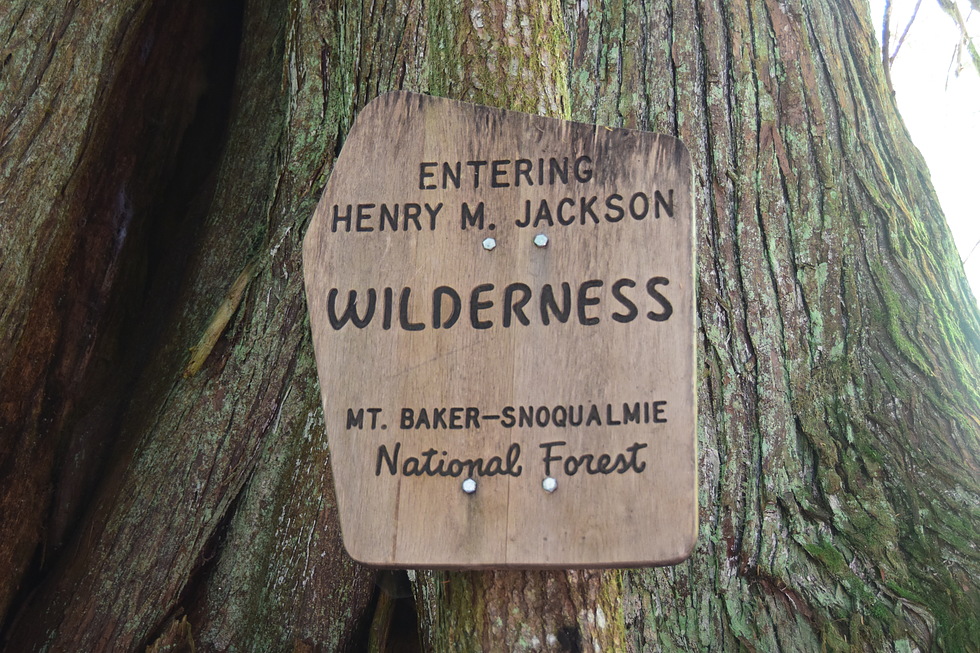 ENTERING
HENRY M. JACKSON
WILDERNESS
MT. BAKER–SNOQUALMIE
National Forest